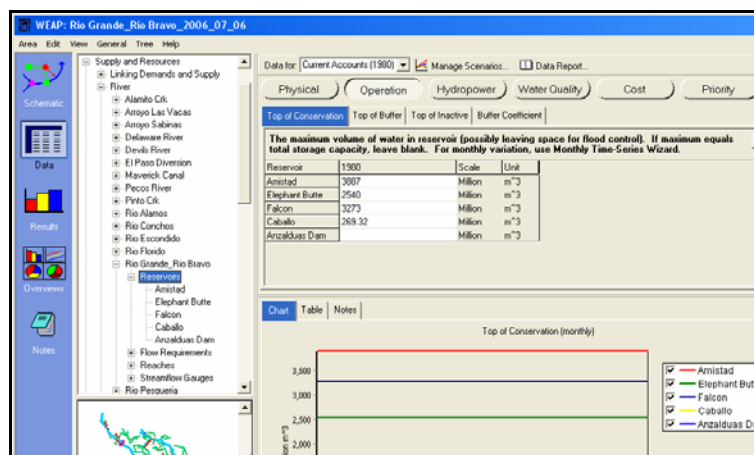 WEAP: Rio Grande_Rio Bravo_2006_07_06
Area Edit View General Tree Help
Schematic
Data
Results
Overviews
Notes
Supply and Resources
Linking Demands and Supply
River
Alamito Crk
Arroyo Las Vacas
Arroyo Sabinas
Delaware River
Devils River
El Paso Diversion
Maverick Canal
Pecos River
Pinto Crk
Rio Alamos
Rio Conchos
Rio Escondido
Rio Florido
Rio Grande_Rio Bravo
Reservoirs
Amistad
Elephant Butte
Falcon
Caballo
Anzalduas Dam
Flow Requirements
Reaches
Streamflow Gauges
Rio Pesqueria
Data for: Current Accounts (1980) Manage Scenarios... Data Report...
Physical Operation Hydropower Water Quality Cost Priority
Top of Conservation Top of Buffer Top of Inactive Buffer Coefficient
The maximum volume of water in reservoir (possibly leaving space for flood control). If maximum equals
total storage capacity, leave blank. For monthly variation, use Monthly Time-Series Wizard.
Reservoir 1980 Scale Unit
Amistad 3887 Million m^3
Elephant Butte 2540 Million m^3
Falcon 3273 Million m^3
Caballo 269.32 Million m^3
Anzalduas Dam Million m^3
Chart Table Notes
Top of Conservation (monthly)
3,500
3,000
2,500
2,000
Amistad
Elephant Butt
Falcon
Caballo
Anzalduas D